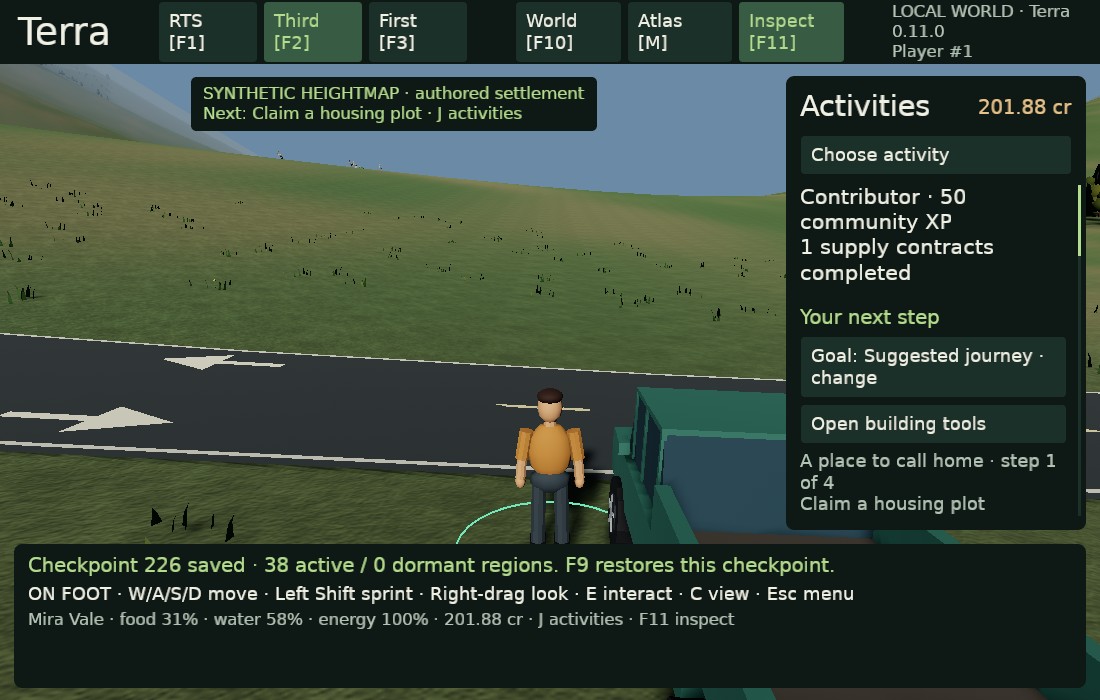 Terra
RTS
[F1]
Third
[F2]
First
[F3]
World
[F10]
Atlas
[M]
Inspect
[F11]
LOCAL WORLD · Terra
0.11.0
Player #1
SYNTHETIC HEIGHTMAP · authored settlement
Next: Claim a housing plot · J activities
Activities
201.88 cr
Choose activity
Contributor · 50
community XP
1 supply contracts
completed
Your next step
Goal: Suggested journey ·
change
Open building tools
A place to call home · step 1
of 4
Claim a housing plot
Checkpoint 226 saved · 38 active / 0 dormant regions. F9 restores this checkpoint.
ON FOOT · W/A/S/D move · Left Shift sprint · Right-drag look · E interact · C view · Esc menu
Mira Vale · food 31% · water 58% · energy 100% · 201.88 cr · J activities · F11 inspect